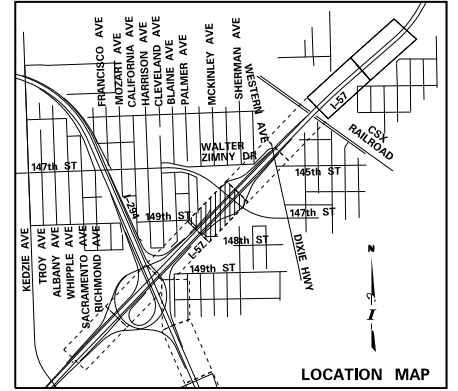 FRANCISCO AVE
MOZART AVE
CALIFORNIA AVE
HARRISON AVE
CLEVELAND AVE
BLAINE AVE
PALMER AVE
MCKINLEY AVE
SHERMAN AVE
WESTERN AVE
I-57
CSX
RAILROAD
WALTER
ZIMNY DR
147th ST
145th ST
I-294
149th ST
147th ST
I-57
148th ST
149th ST
DIXIE HWY
KEDZIE AVE
TROY AVE
ALBANY AVE
WHIPPLE AVE
SACRAMENTO AVE
RICHMOND AVE
N
LOCATION MAP